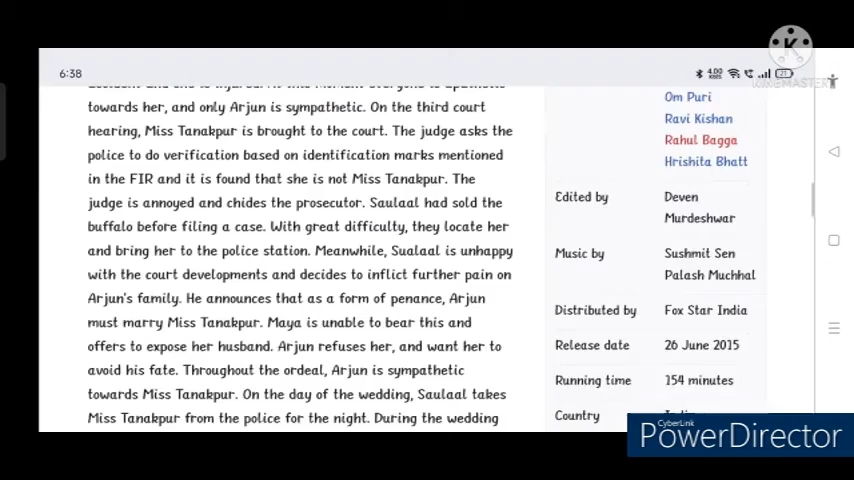 6:38
4.00
21
KINEMASTER
towards her, and only Arjun is sympathetic. On the third court
hearing, Miss Tanakpur is brought to the court. The judge asks the
police to do verification based on identification marks mentioned
in the FIR and it is found that she is not Miss Tanakpur. The
judge is annoyed and chides the prosecutor. Saulaal had sold the
buffalo before filing a case. With great difficulty, they locate her
and bring her to the police station. Meanwhile, Sualaal is unhappy
with the court developments and decides to inflict further pain on
Arjun's family. He announces that as a form of penance, Arjun
must marry Miss Tanakpur. Maya is unable to bear this and
offers to expose her husband. Arjun refuses her, and want her to
avoid his fate. Throughout the ordeal, Arjun is sympathetic
towards Miss Tanakpur. On the day of the wedding, Saulaal takes
Miss Tanakpur from the police for the night. During the wedding
Om Puri
Ravi Kishan
Rahul Bagga
Hrishita Bhatt
Edited by Deven
Murdeshwar
Music by Sushmit Sen
Palash Muchhal
Distributed by Fox Star India
Release date 26 June 2015
Running time 154 minutes
Country
CyberLink
PowerDirector